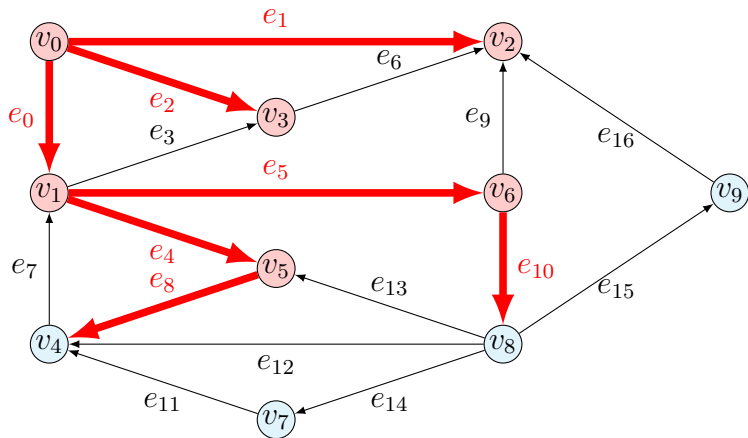 e₁
v₀
v₂
e₆
e₂
v₃
e₀
e₃
e₉
e₁₆
e₅
v₁
v₆
v₉
e₄
e₇
e₈
v₅
e₁₀
e₁₃
e₁₅
v₄
v₈
e₁₂
e₁₁
e₁₄
v₇